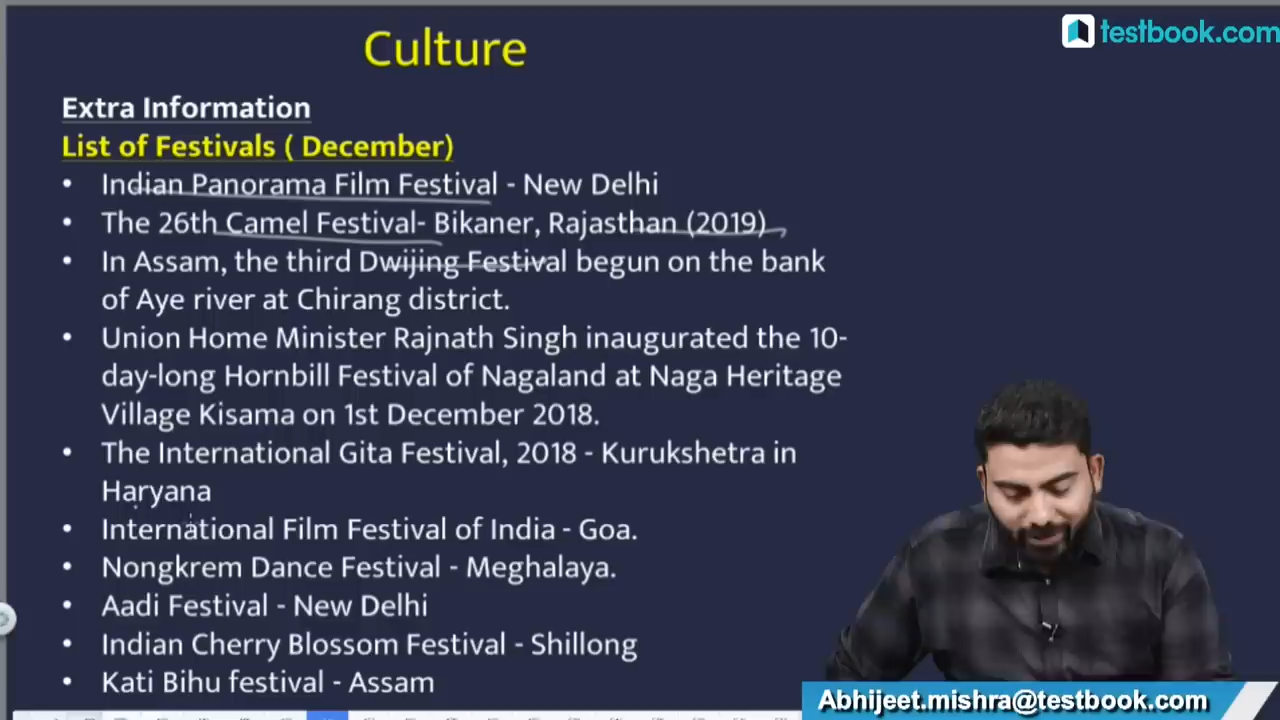 Culture
testbook.com
Extra Information
List of Festivals ( December)
• Indian Panorama Film Festival - New Delhi
• The 26th Camel Festival- Bikaner, Rajasthan (2019)
• In Assam, the third Dwijing Festival begun on the bank
of Aye river at Chirang district.
• Union Home Minister Rajnath Singh inaugurated the 10-
day-long Hornbill Festival of Nagaland at Naga Heritage
Village Kisama on 1st December 2018.
• The International Gita Festival, 2018 - Kurukshetra in
Haryana
• International Film Festival of India - Goa.
• Nongkrem Dance Festival - Meghalaya.
• Aadi Festival - New Delhi
• Indian Cherry Blossom Festival - Shillong
• Kati Bihu festival - Assam
Abhijeet.mishra@testbook.com